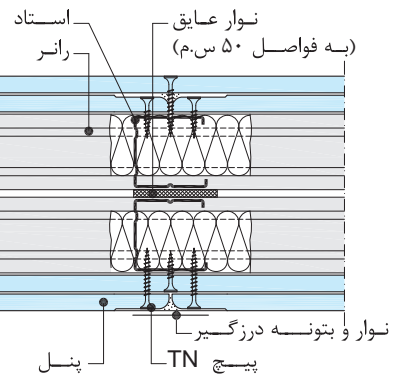 استاد
نوار عایق
(به فواصل ۵۰ س.م)
رانر
نوار و بتونه درزگیر
پیچ TN
پنل